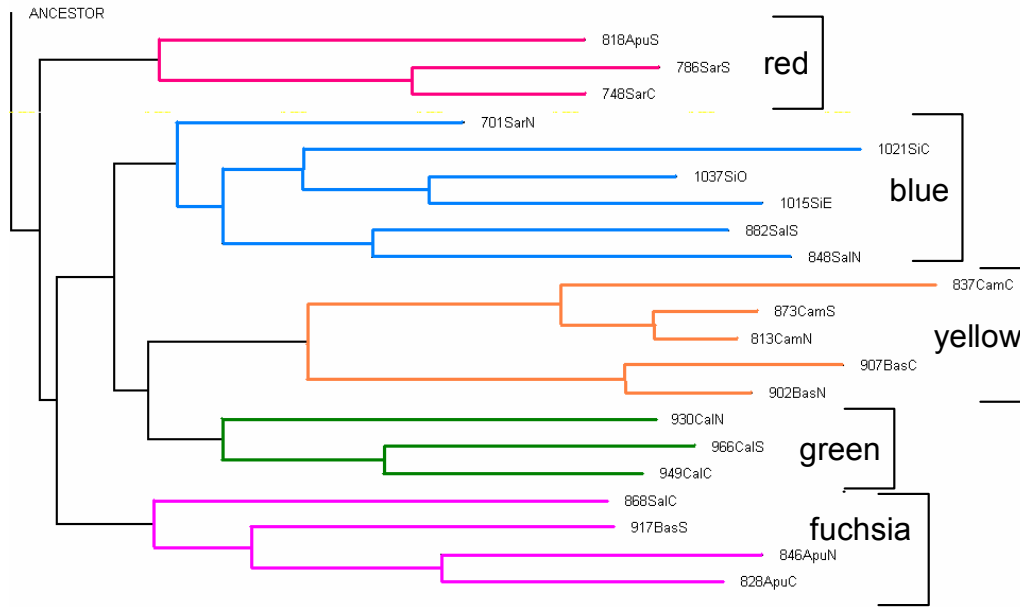 ANCESTOR
818ApuS
786SarS
red
748SarC
701SarN
1021SiC
1037SiO
blue
1015SiE
882SalS
848SalN
837CamC
873CamS
yellow
813CamN
907BasC
902BasN
930CalN
966CalS
green
949CalC
868SalC
917BasS
fuchsia
846ApuN
828ApuC